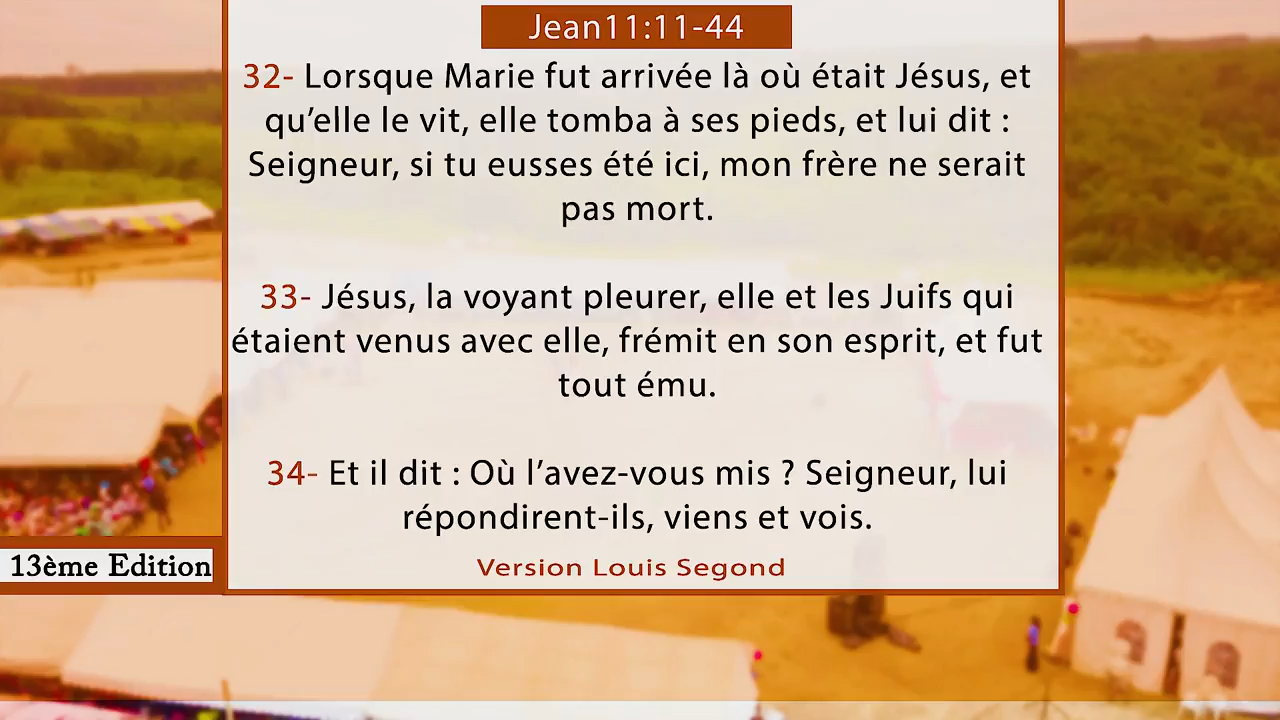 Jean11:11-44
32- Lorsque Marie fut arrivée là où était Jésus, et
qu’elle le vit, elle tomba à ses pieds, et lui dit :
Seigneur, si tu eusses été ici, mon frère ne serait
pas mort.
33- Jésus, la voyant pleurer, elle et les Juifs qui
étaient venus avec elle, frémit en son esprit, et fut
tout ému.
34- Et il dit : Où l’avez-vous mis ? Seigneur, lui
répondirent-ils, viens et vois.
Version Louis Segond
13ème Edition